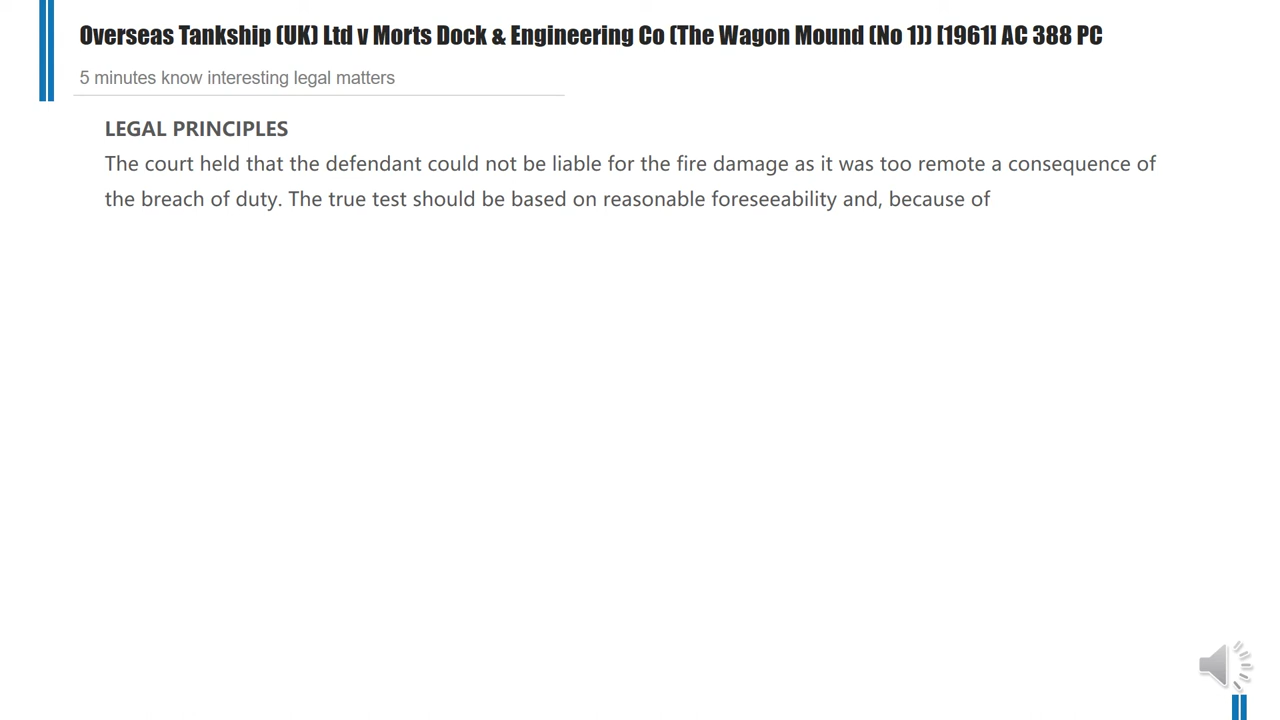 Overseas Tankship (UK) Ltd v Morts Dock & Engineering Co (The Wagon Mound (No 1)) [1961] AC 388 PC
5 minutes know interesting legal matters
LEGAL PRINCIPLES
The court held that the defendant could not be liable for the fire damage as it was too remote a consequence of
the breach of duty. The true test should be based on reasonable foreseeability and, because of